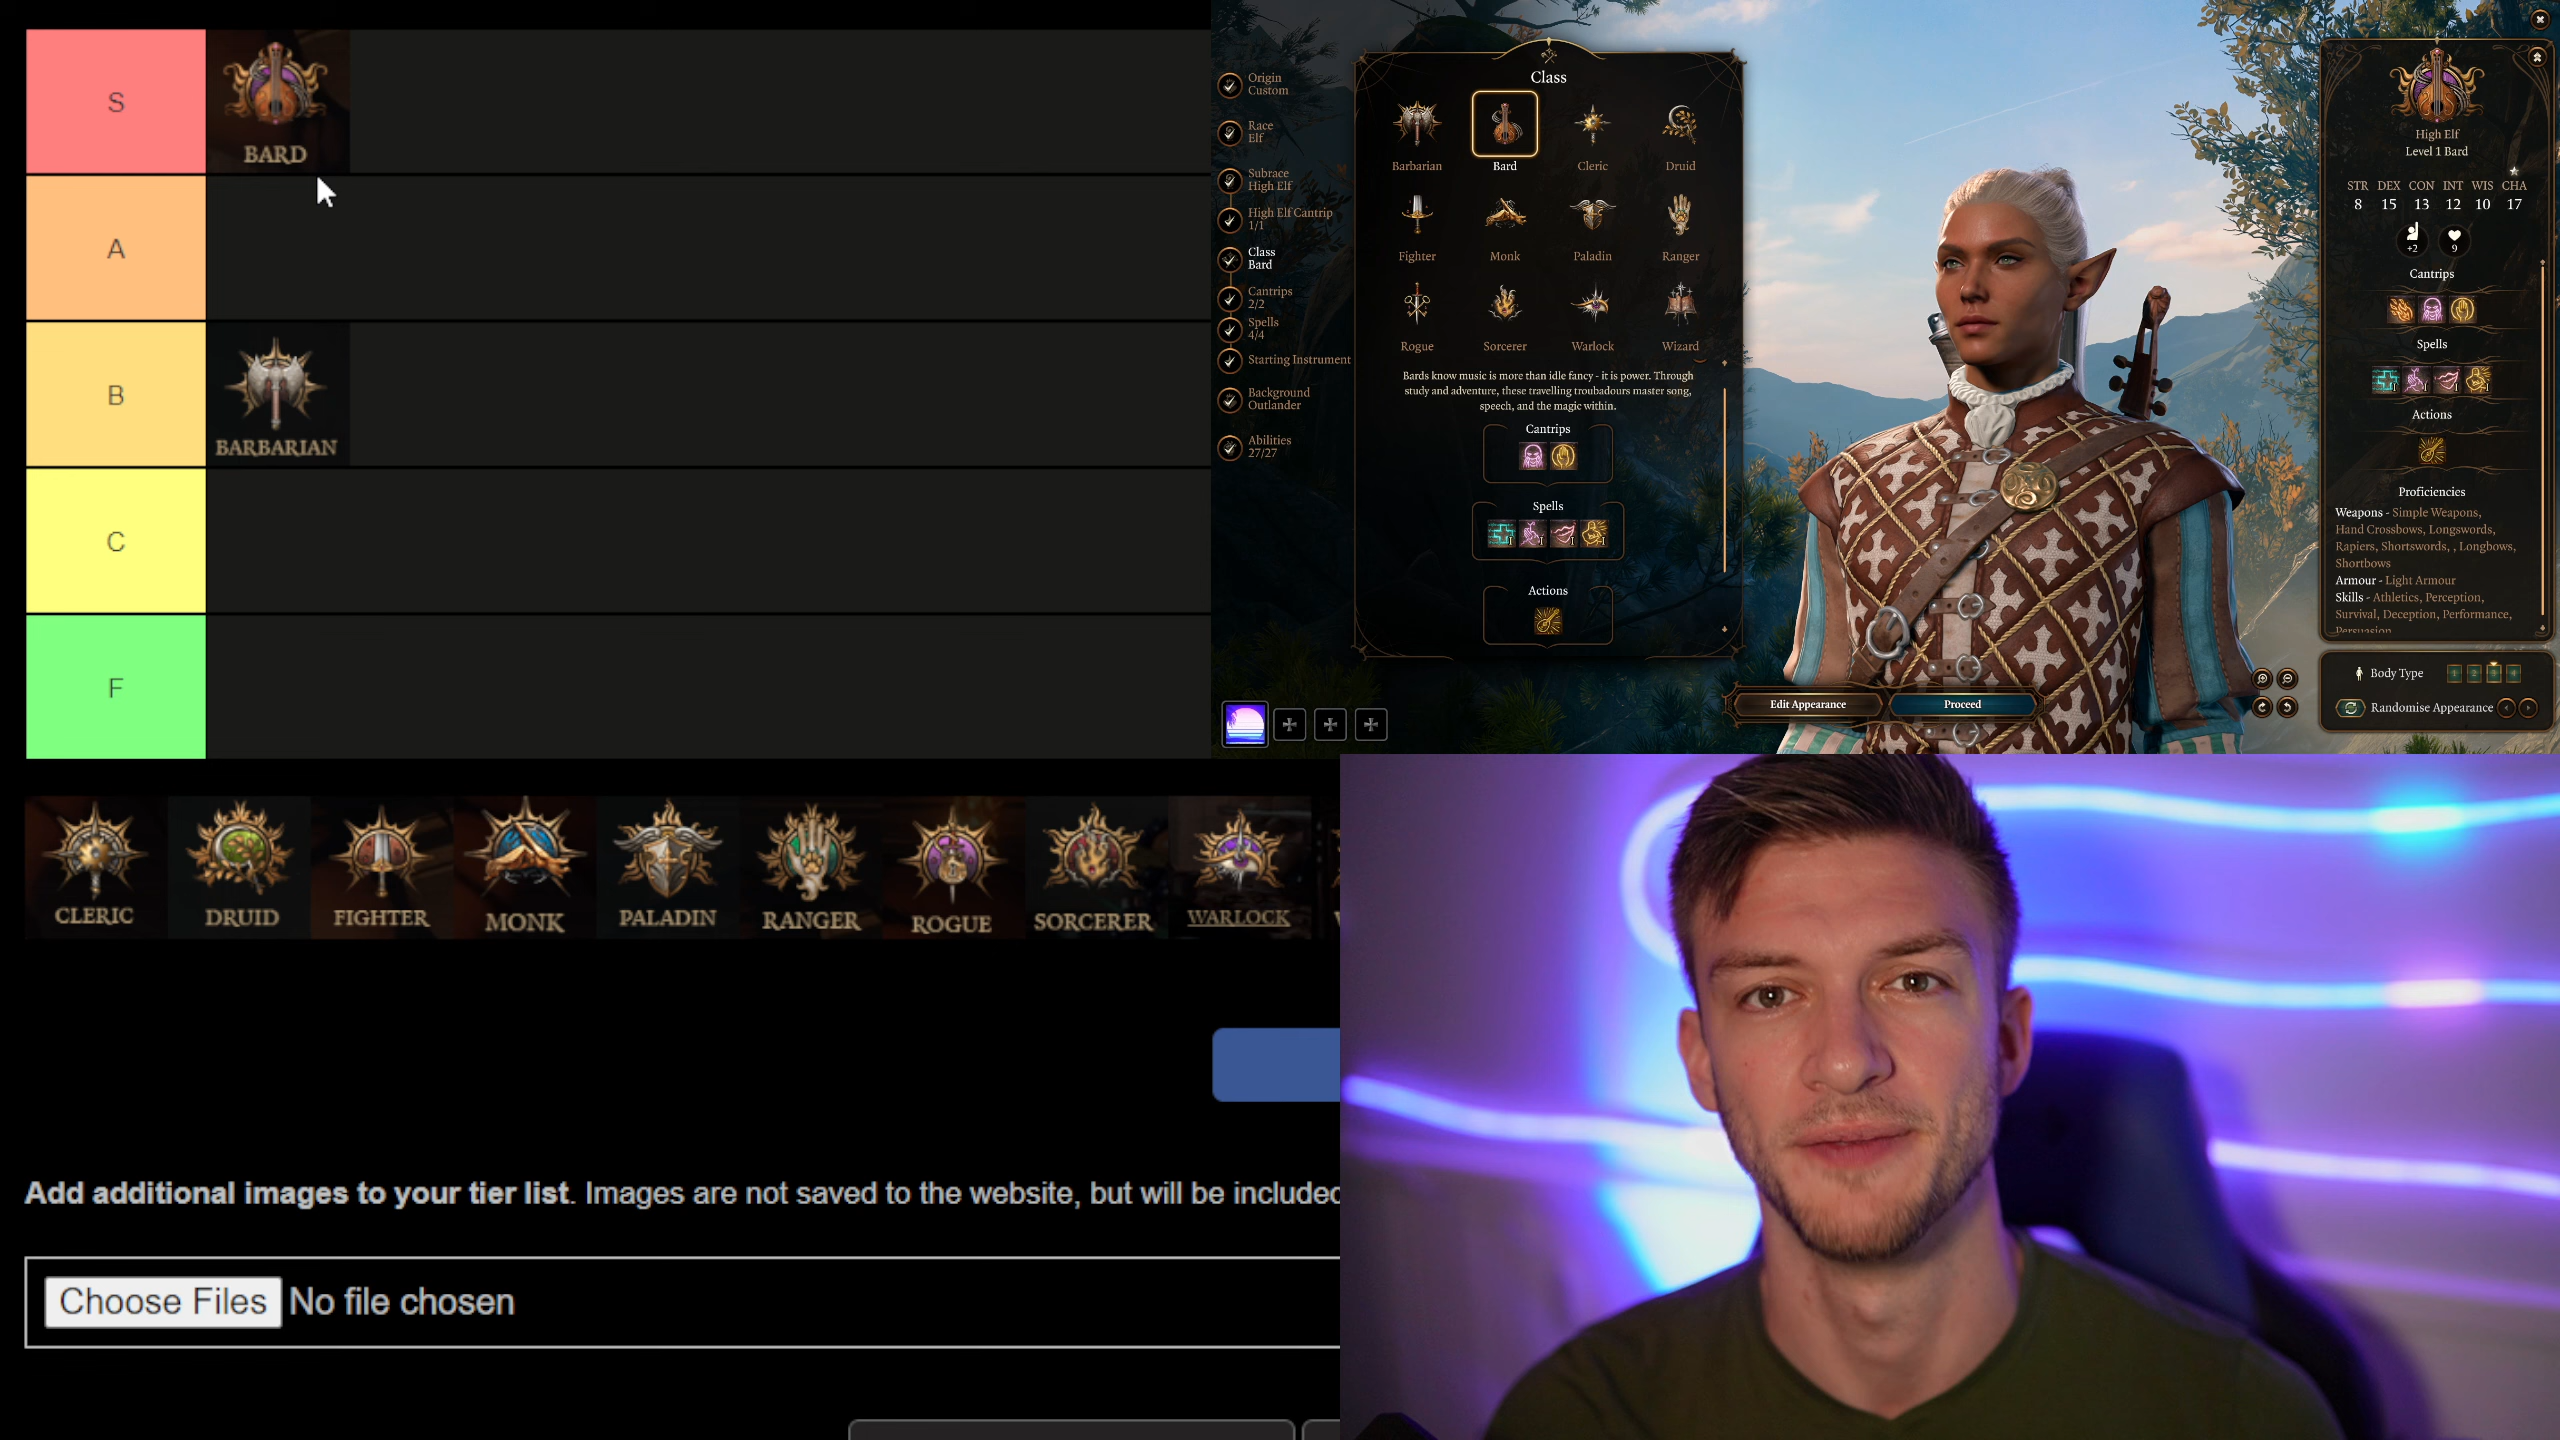 S
BARD
A
B
BARBARIAN
C
F
CLERIC
DRUID
FIGHTER
MONK
PALADIN
RANGER
ROGUE
SORCERER
WARLOCK
Add additional images to your tier list. Images are not saved to the website, but will be included
Choose Files No file chosen
Origin
Custom
Race
Elf
Subrace
High Elf
High Elf Cantrip
1/1
Class
Bard
Cantrips
2/2
Spells
4/4
Starting Instrument
Background
Outlander
Abilities
27/27
Class
Barbarian Bard Cleric Druid
Fighter Monk Paladin Ranger
Rogue Sorcerer Warlock Wizard
Bards know music is more than idle fancy - it is power. Through
study and adventure, these travelling troubadours master song,
speech, and the magic within.
Cantrips
Spells
Actions
Edit Appearance
Proceed
High Elf
Level 1 Bard
STR DEX CON INT WIS CHA
8 15 13 12 10 17
+2 9
Cantrips
Spells
Actions
Proficiencies
Weapons - Simple Weapons,
Hand Crossbows, Longswords,
Rapiers, Shortswords, , Longbows,
Shortbows
Armour - Light Armour
Skills - Athletics, Perception,
Survival, Deception, Performance,
Persuasion
Body Type
Randomise Appearance